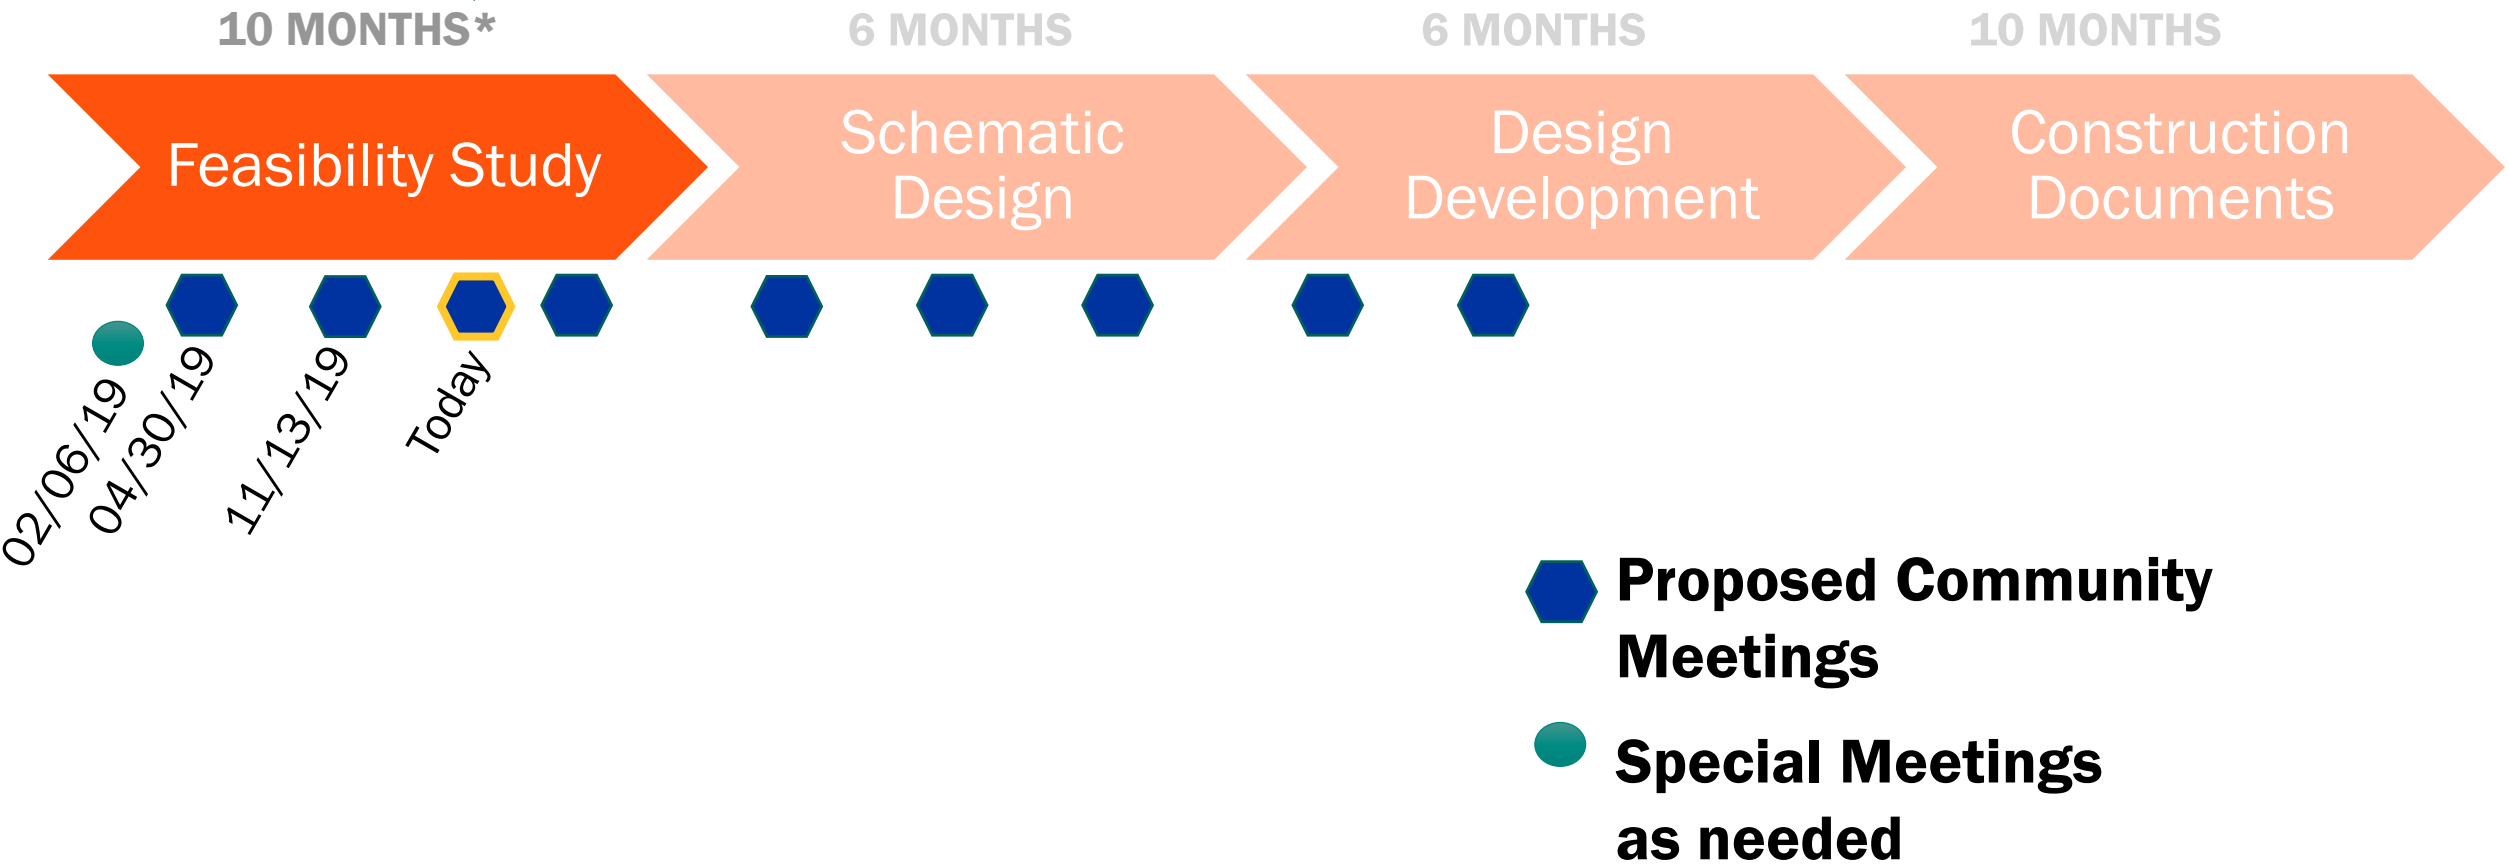 10 MONTHS*
6 MONTHS
6 MONTHS
10 MONTHS
Feasibility Study
Schematic
Design
Design
Development
Construction
Documents
02/06/19
04/30/19
11/13/19
Today
Proposed Community
Meetings
Special Meetings
as needed